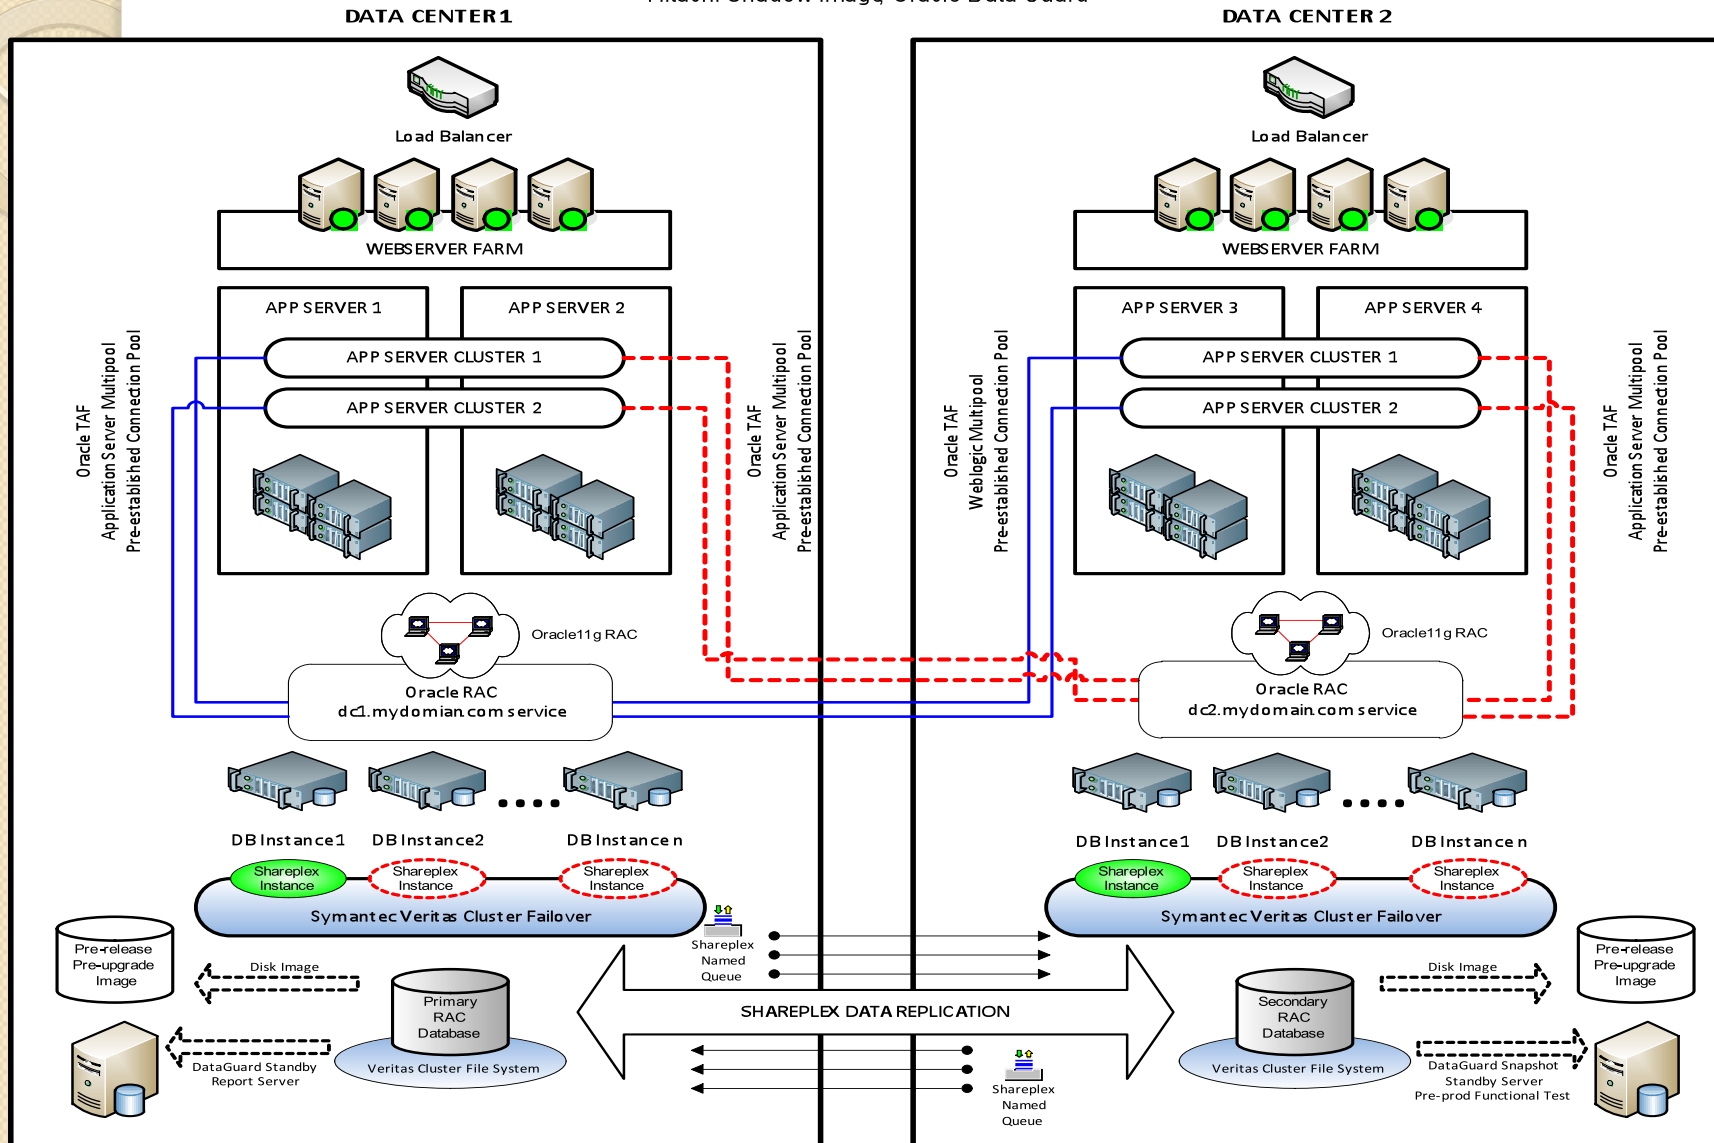 Hitachi Shadow Image, Oracle Data Guard
DATA CENTER 1
Load Balancer
WEBSERVER FARM
APP SERVER 1
APP SERVER 2
APP SERVER CLUSTER 1
APP SERVER CLUSTER 2
Oracle TAF
Application Server Multipool
Pre-established Connection Pool
Oracle TAF
Application Server Multipool
Pre-established Connection Pool
Oracle11g RAC
Oracle RAC
dc1.mydomian.com service
DB Instance1
DB Instance2
DB Instance n
Shareplex
Instance
Shareplex
Instance
Shareplex
Instance
Symantec Veritas Cluster Failover
Pre-release
Pre-upgrade
Image
Disk Image
Primary
RAC
Database
Veritas Cluster File System
DataGuard Standby
Report Server
Shareplex
Named
Queue
SHAREPLEX DATA REPLICATION
Shareplex
Named
Queue
DATA CENTER 2
Load Balancer
WEBSERVER FARM
APP SERVER 3
APP SERVER 4
APP SERVER CLUSTER 1
APP SERVER CLUSTER 2
Oracle TAF
Weblogic Multipool
Pre-established Connection Pool
Oracle TAF
Application Server Multipool
Pre-established Connection Pool
Oracle11g RAC
Oracle RAC
dc2.mydomain.com service
DB Instance1
DB Instance2
DB Instance n
Shareplex
Instance
Shareplex
Instance
Shareplex
Instance
Symantec Veritas Cluster Failover
Secondary
RAC
Database
Veritas Cluster File System
Disk Image
Pre-release
Pre-upgrade
Image
DataGuard Snapshot
Standby Server
Pre-prod Functional Test